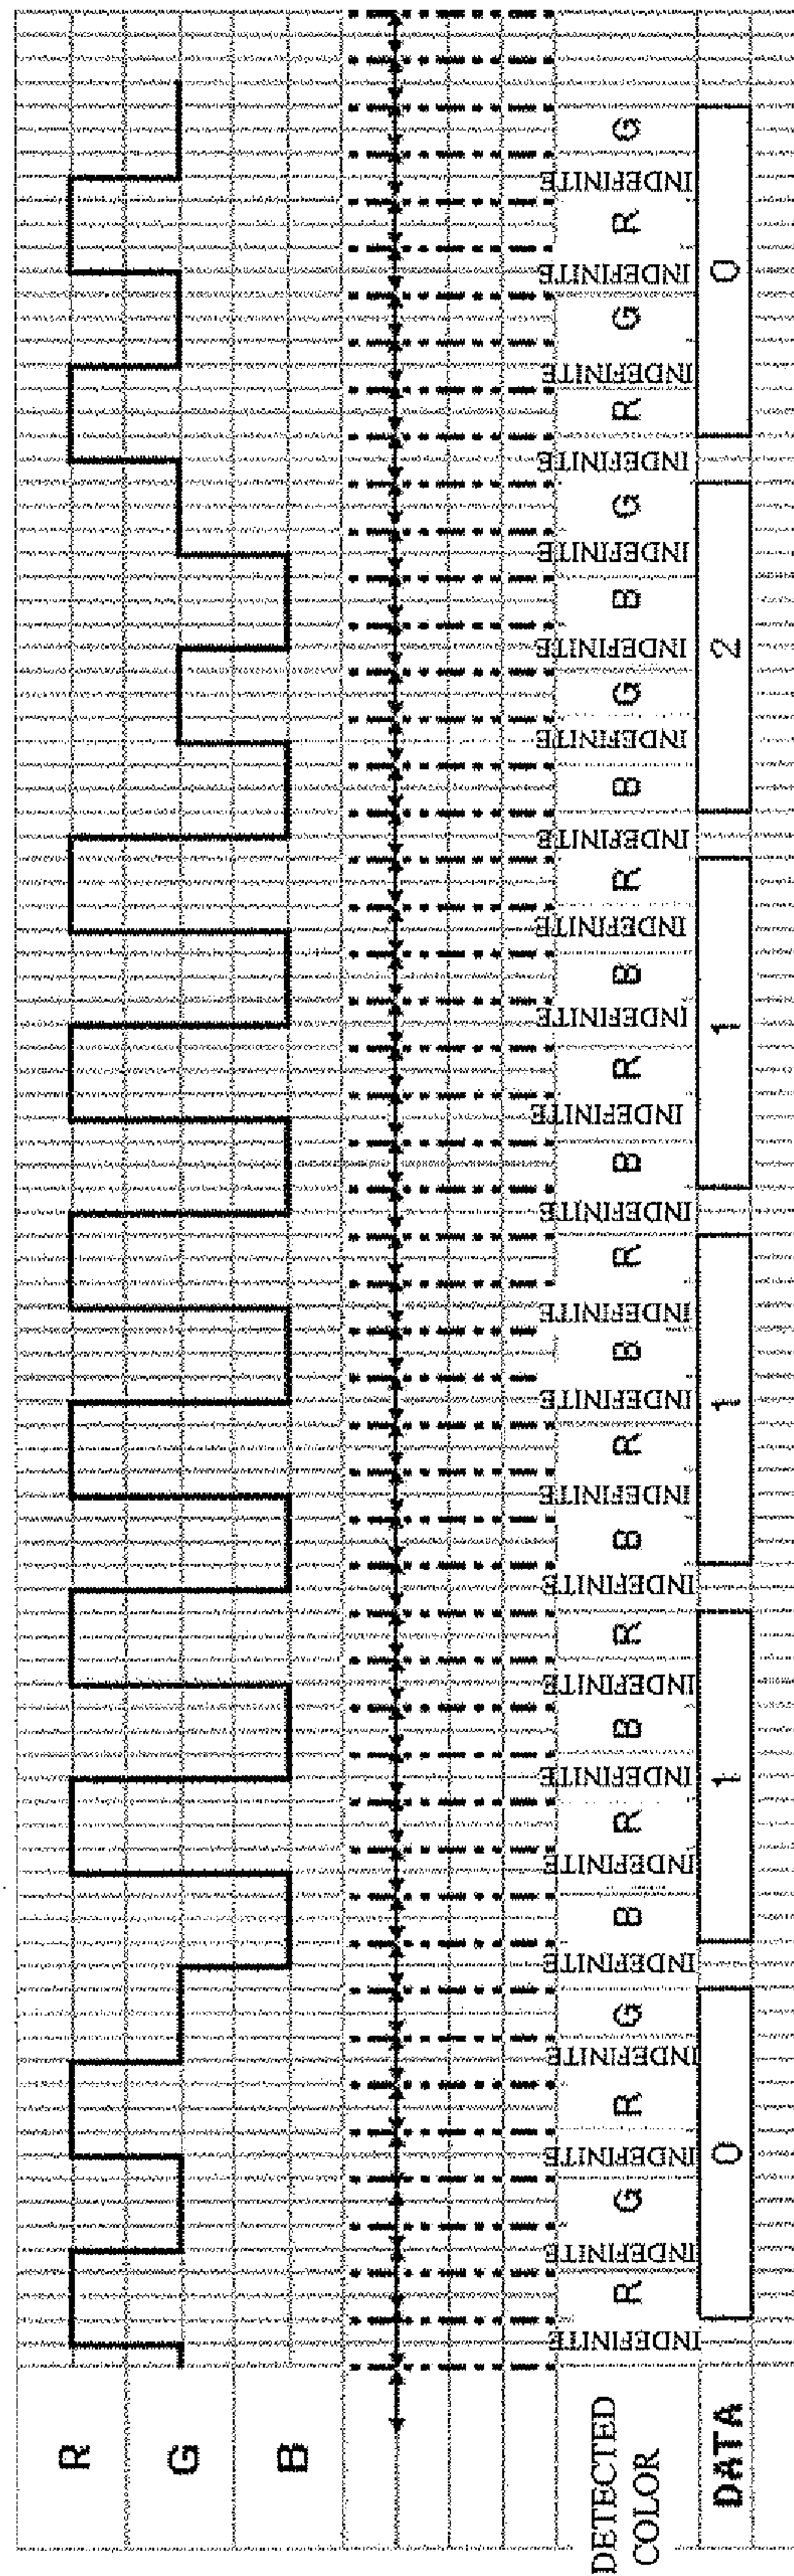 R
G
B
DETECTED
COLOR
INDEFINITE R INDEFINITE G INDEFINITE R INDEFINITE G INDEFINITE B INDEFINITE R INDEFINITE B INDEFINITE R INDEFINITE B INDEFINITE R INDEFINITE B INDEFINITE R INDEFINITE B INDEFINITE R INDEFINITE B INDEFINITE R INDEFINITE B INDEFINITE G INDEFINITE B INDEFINITE G INDEFINITE R INDEFINITE G INDEFINITE R INDEFINITE G
DATA 0 1 1 1 2 0